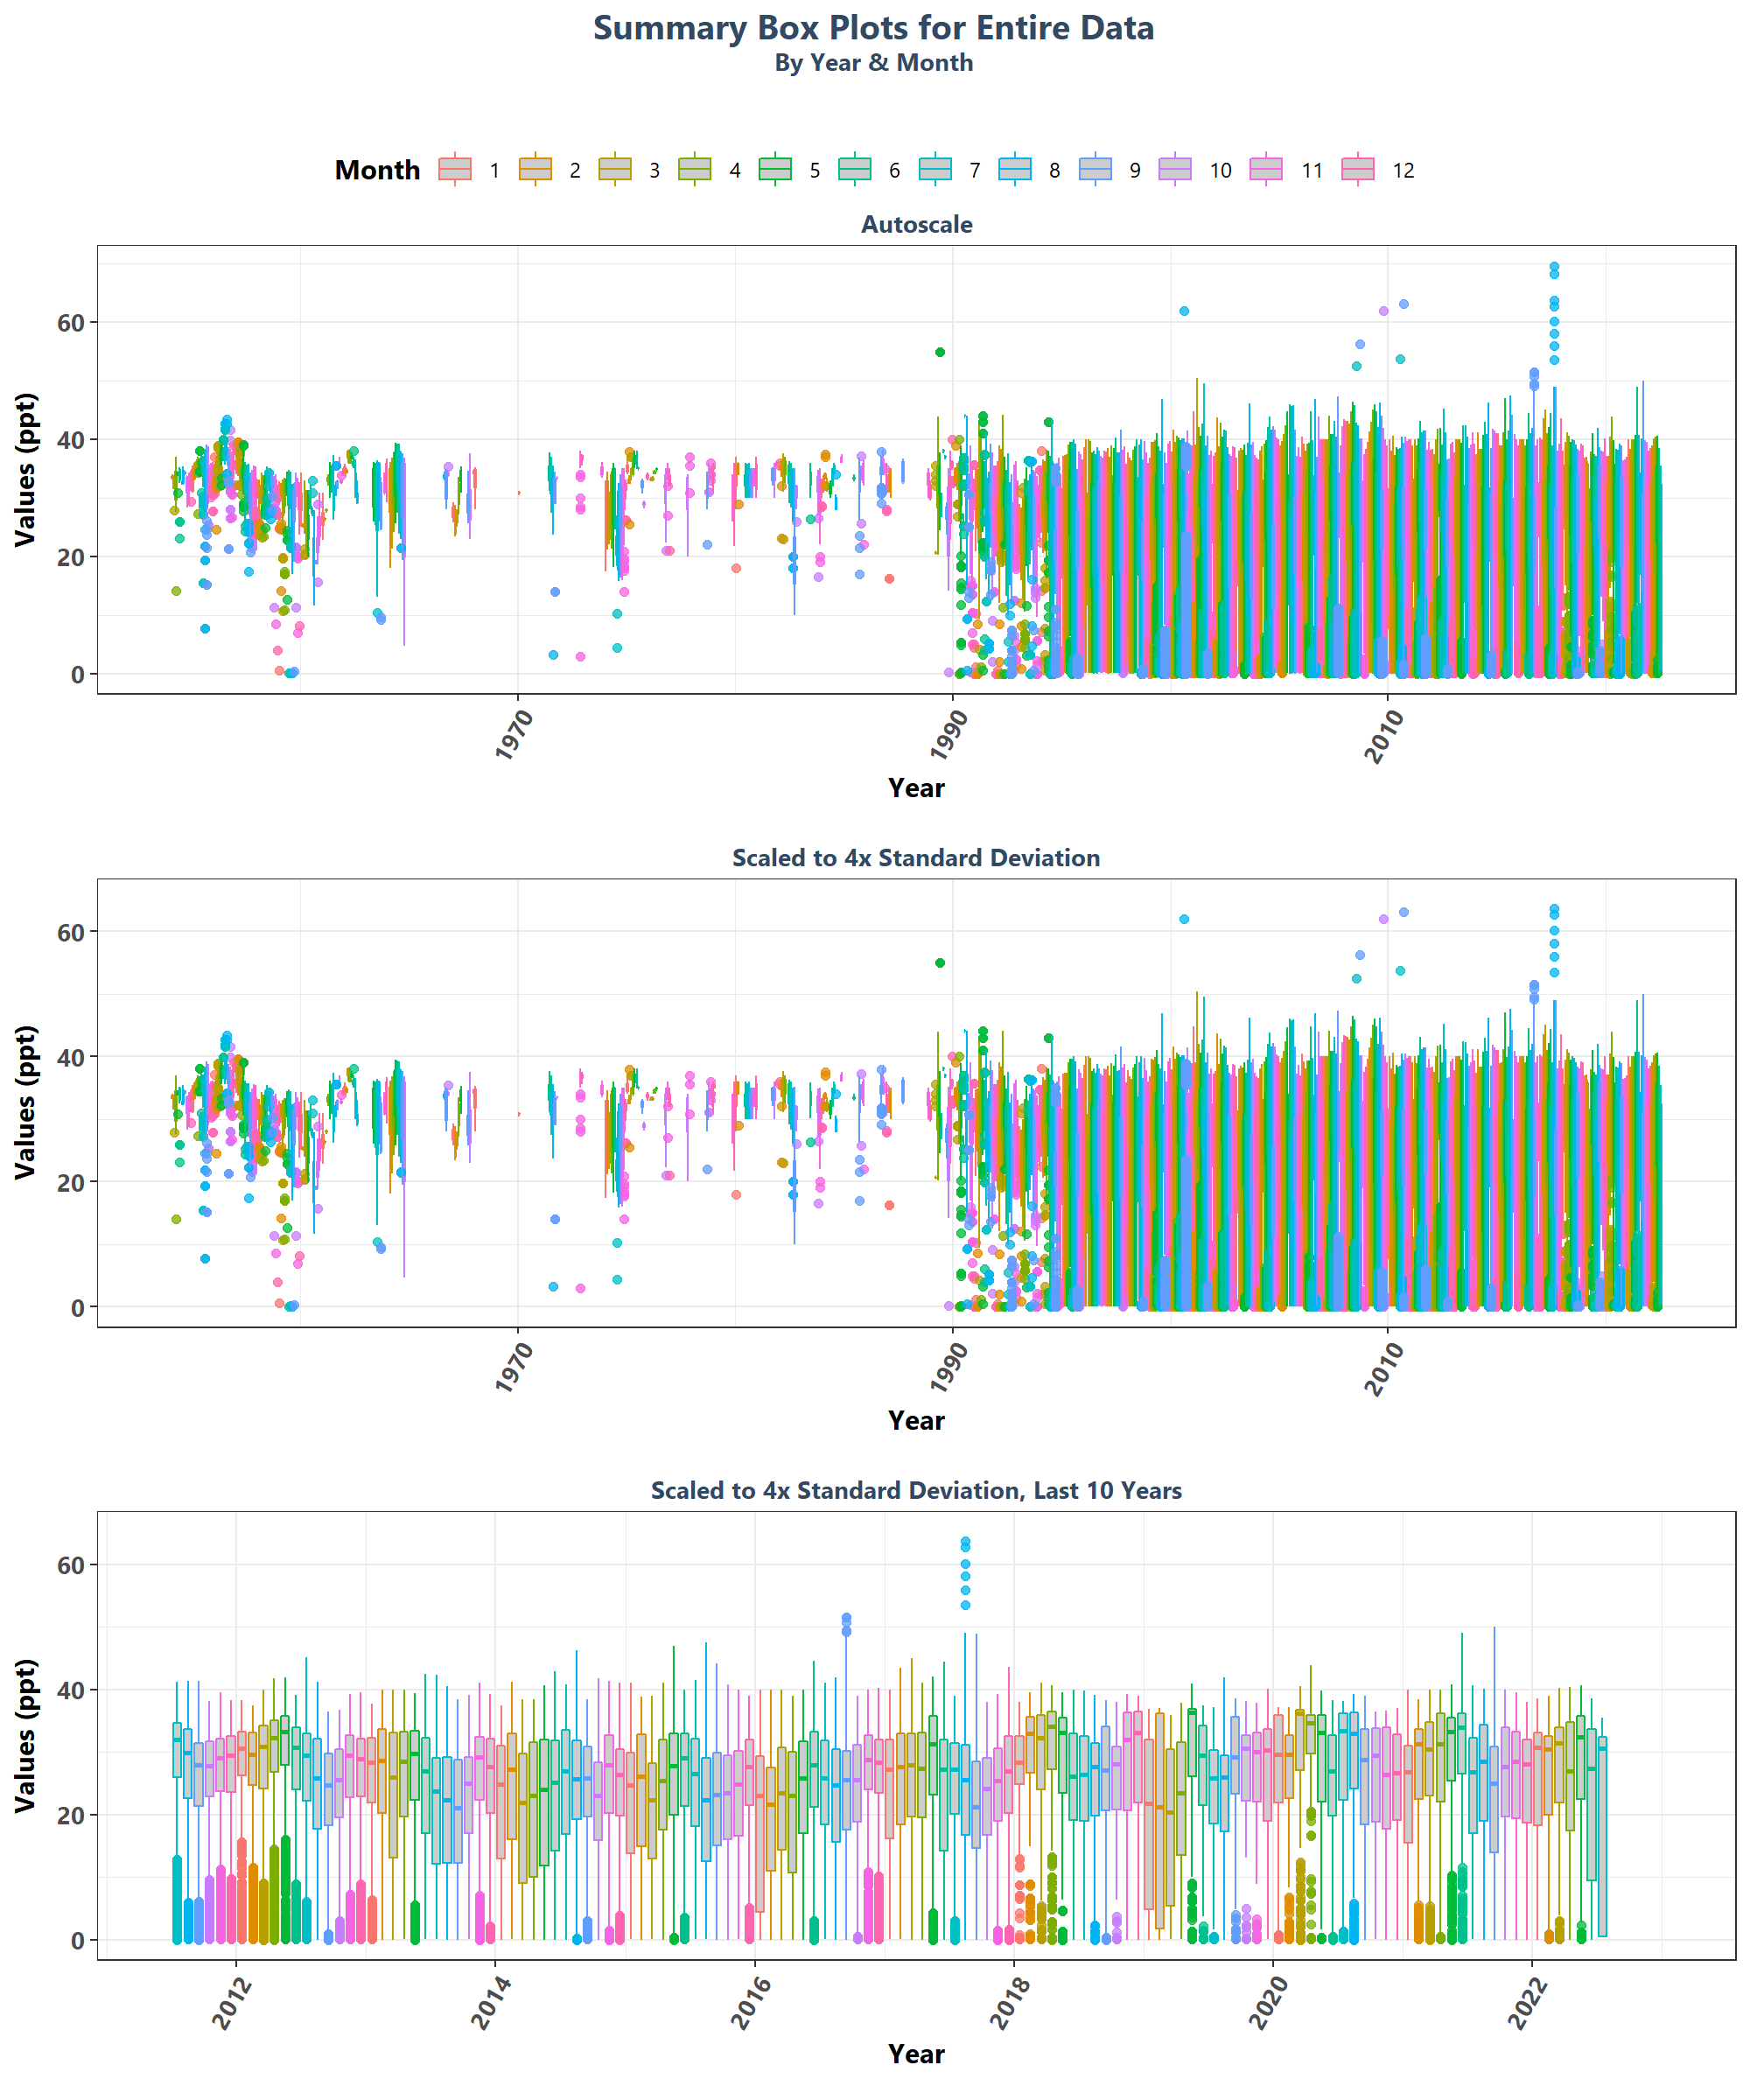 Summary Box Plots for Entire Data
By Year & Month
Month 1 2 3 4 5 6 7 8 9 10 11 12
Autoscale
Values (ppt)
60
40
20
0
1970 1990 2010
Year
Scaled to 4x Standard Deviation
Values (ppt)
60
40
20
0
1970 1990 2010
Year
Scaled to 4x Standard Deviation, Last 10 Years
Values (ppt)
60
40
20
0
2012 2014 2016 2018 2020 2022
Year